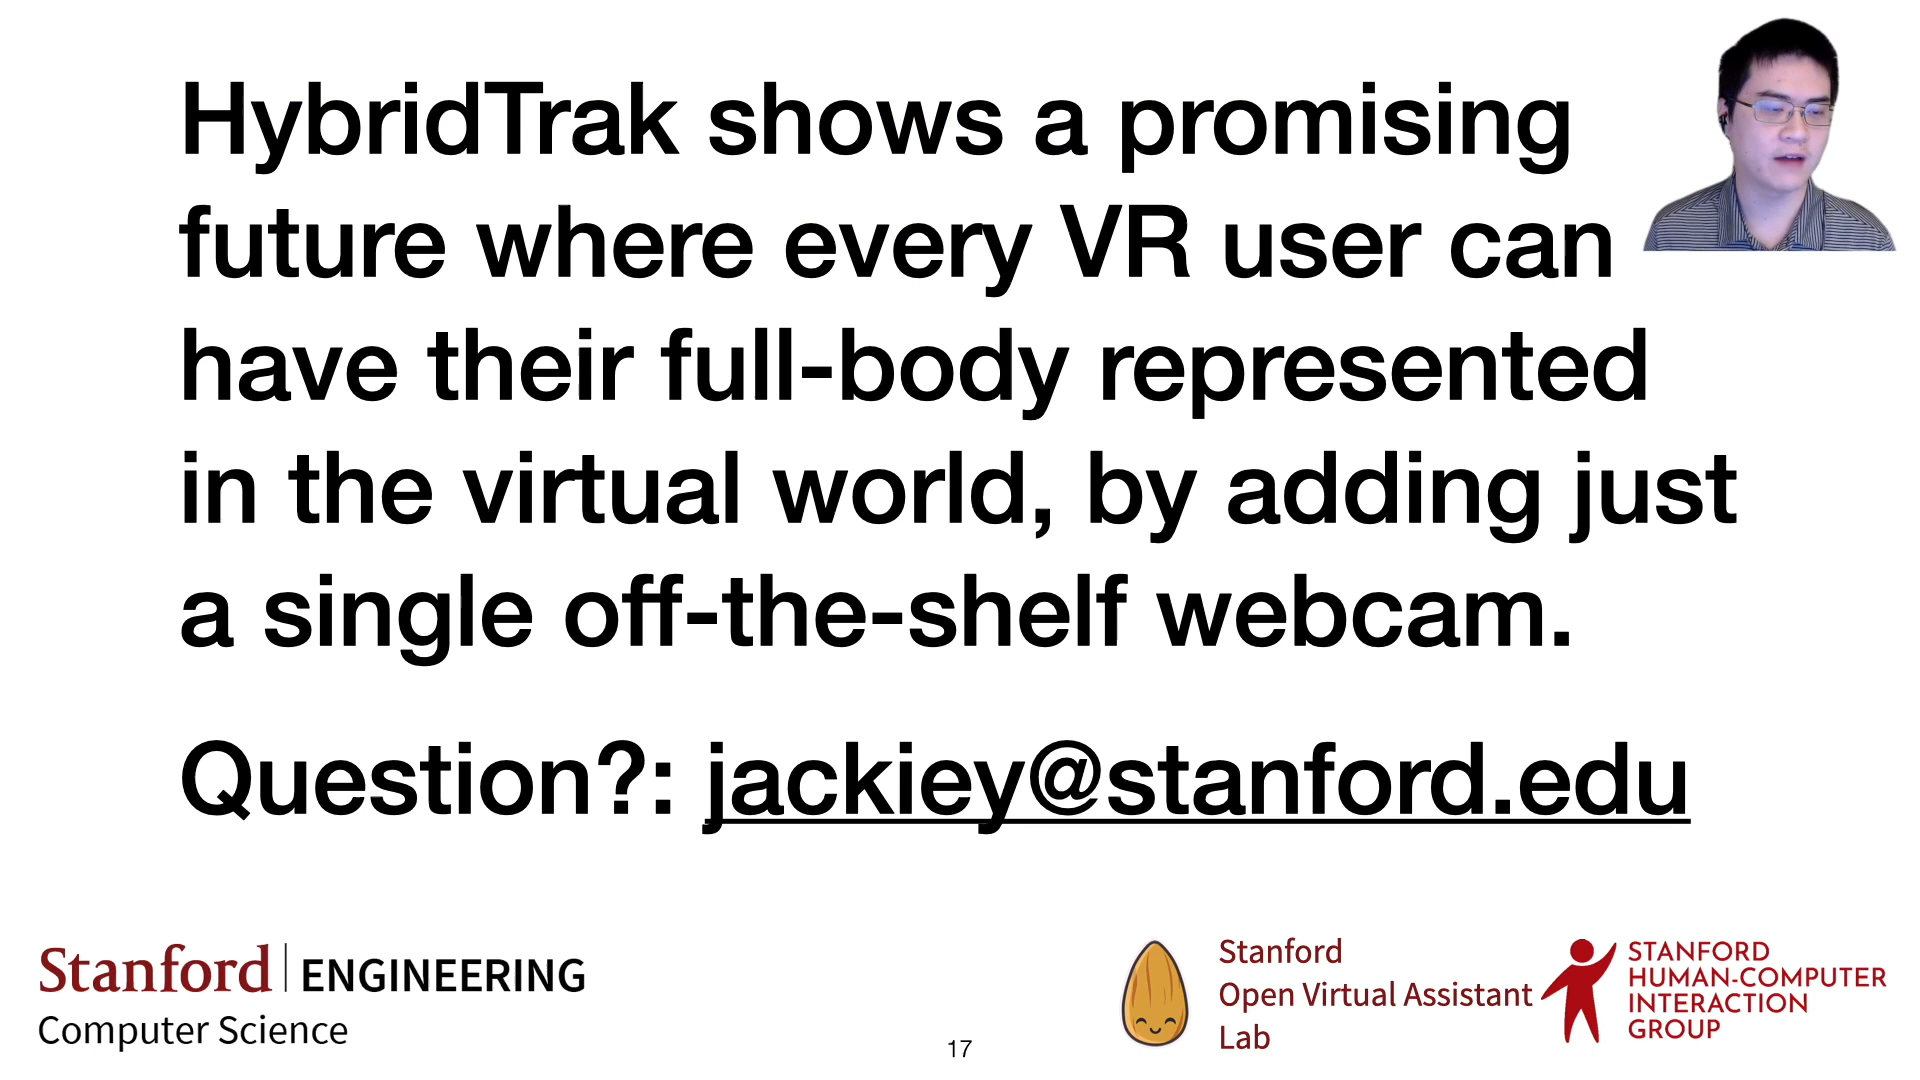 HybridTrak shows a promising
future where every VR user can
have their full-body represented
in the virtual world, by adding just
a single off-the-shelf webcam.
Question?: jackiey@stanford.edu
Stanford | ENGINEERING
Computer Science
17
Stanford
Open Virtual Assistant
Lab
STANFORD
HUMAN-COMPUTER
INTERACTION
GROUP